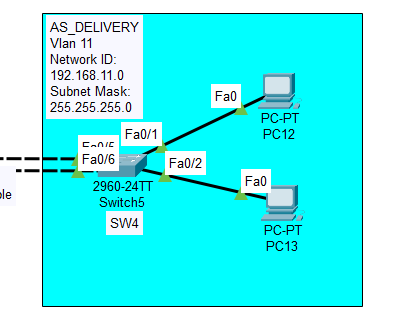 AS_DELIVERY
Vlan 11
Network ID:
192.168.11.0
Subnet Mask:
255.255.255.0
Fa0
PC-PT
PC12
Fa0/1
Fa0/5
Fa0/6
Fa0/2
2960-24TT
Switch5
SW4
Fa0
PC-PT
PC13